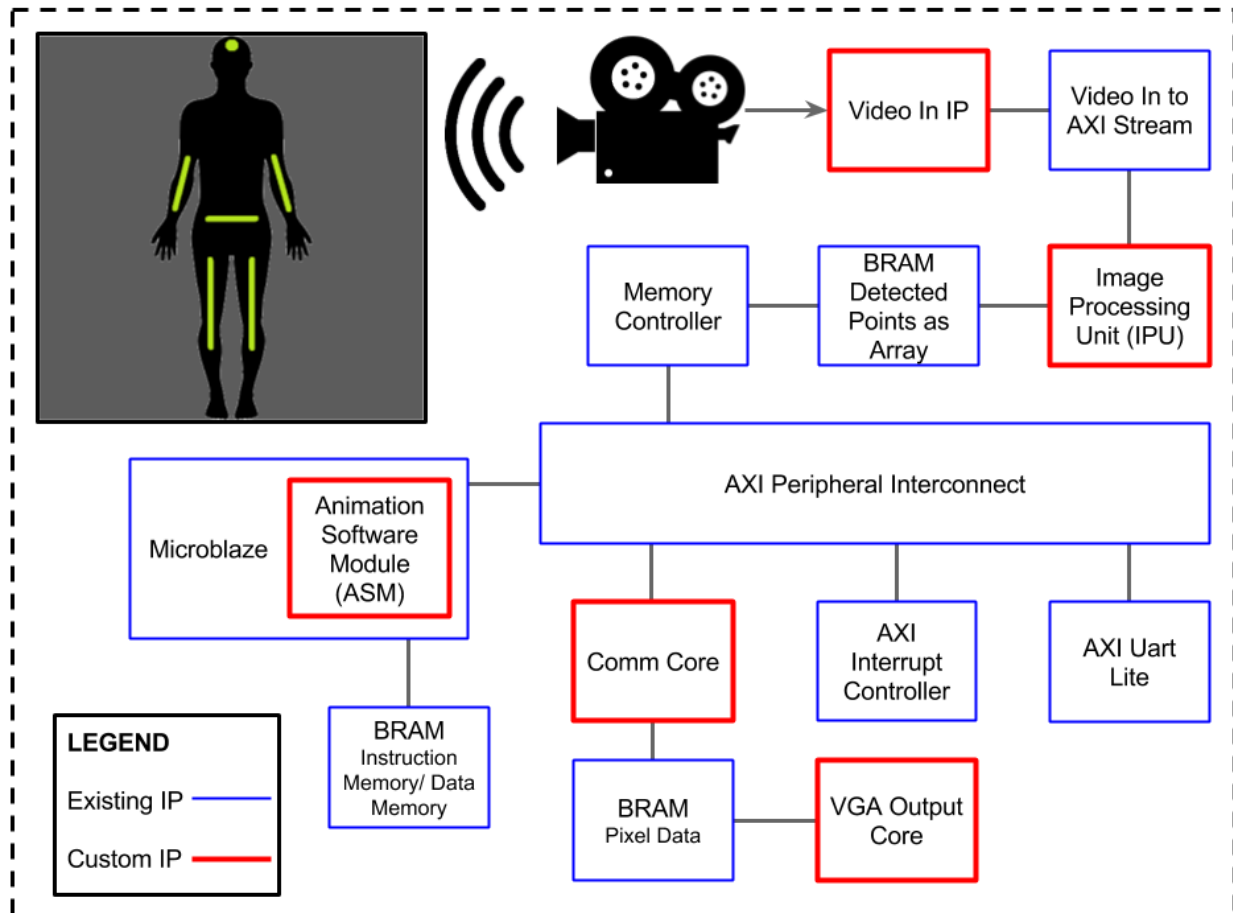 Video In IP
Video In to
AXI Stream
Memory
Controller
BRAM
Detected
Points as
Array
Image
Processing
Unit (IPU)
AXI Peripheral Interconnect
Microblaze
Animation
Software
Module
(ASM)
Comm Core
AXI
Interrupt
Controller
AXI Uart
Lite
BRAM
Instruction
Memory/ Data
Memory
BRAM
Pixel Data
VGA Output
Core
LEGEND
Existing IP
Custom IP